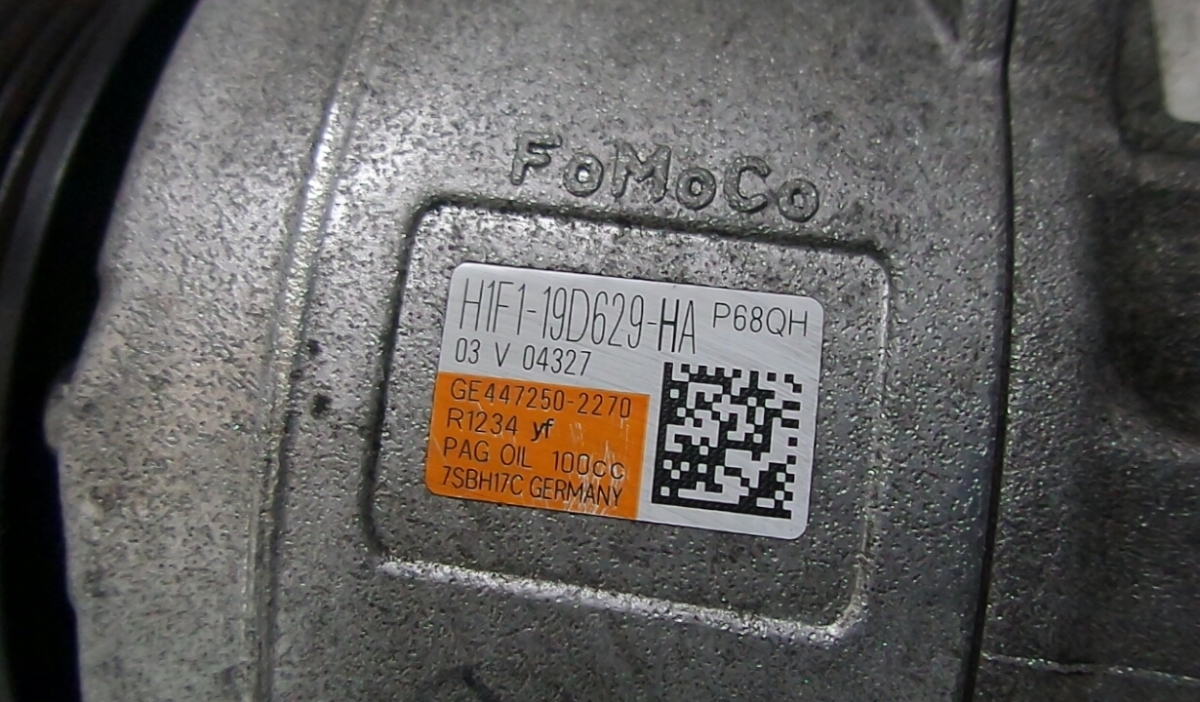 FoMoCo
H1F1-19D629-HA P68QH
03 V 04327
GE447250-2270
R1234 yf
PAG OIL 100cc
7SBH17C GERMANY